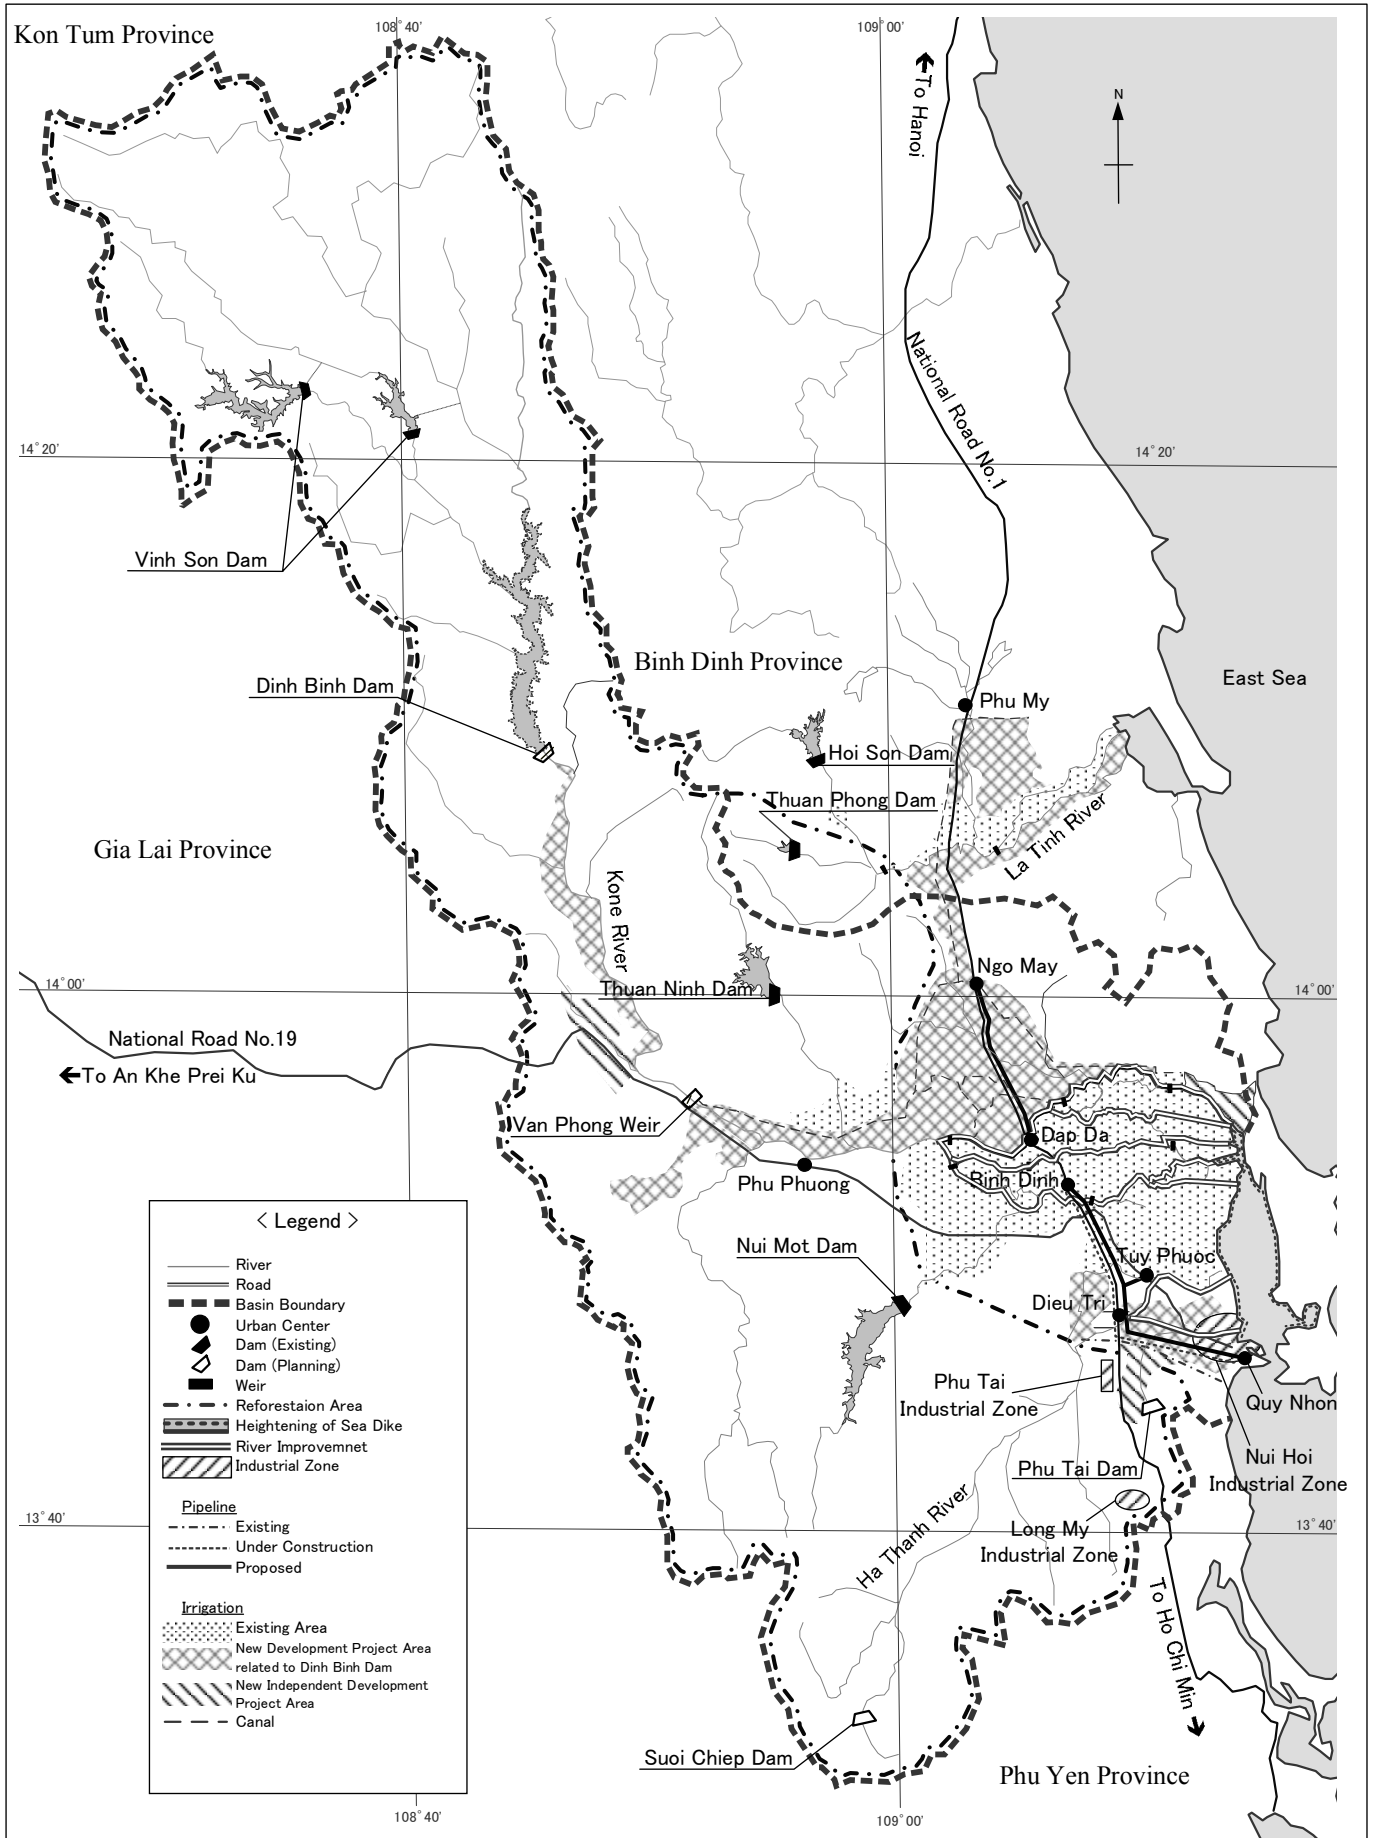 108°40'
109°00'
Kon Tum Province
To Hanoi
N
National Road No.1
14°20'
14°20'
Vinh Son Dam
Binh Dinh Province
East Sea
Dinh Binh Dam
Phu My
Hoi Son Dam
Thuan Phong Dam
La Tinh River
Gia Lai Province
Kone River
Ngo May
14°00'
Thuan Ninh Dam
14°00'
National Road No.19
To An Khe Prei Ku
Van Phong Weir
Dap Da
Phu Phuong
Binh Dinh
Nui Mot Dam
Tuy Phuoc
Dieu Tri
Phu Tai
Industrial Zone
Quy Nhon
Nui Hoi
Industrial Zone
Phu Tai Dam
Ha Thanh River
Long My
Industrial Zone
13°40'
13°40'
To Ho Chi Min
Suoi Chiep Dam
Phu Yen Province
108°40'
109°00'
< Legend >
River
Road
Basin Boundary
Urban Center
Dam (Existing)
Dam (Planning)
Weir
Reforestaion Area
Heightening of Sea Dike
River Improvemnet
Industrial Zone
Pipeline
Existing
Under Construction
Proposed
Irrigation
Existing Area
New Development Project Area
related to Dinh Binh Dam
New Independent Development
Project Area
Canal